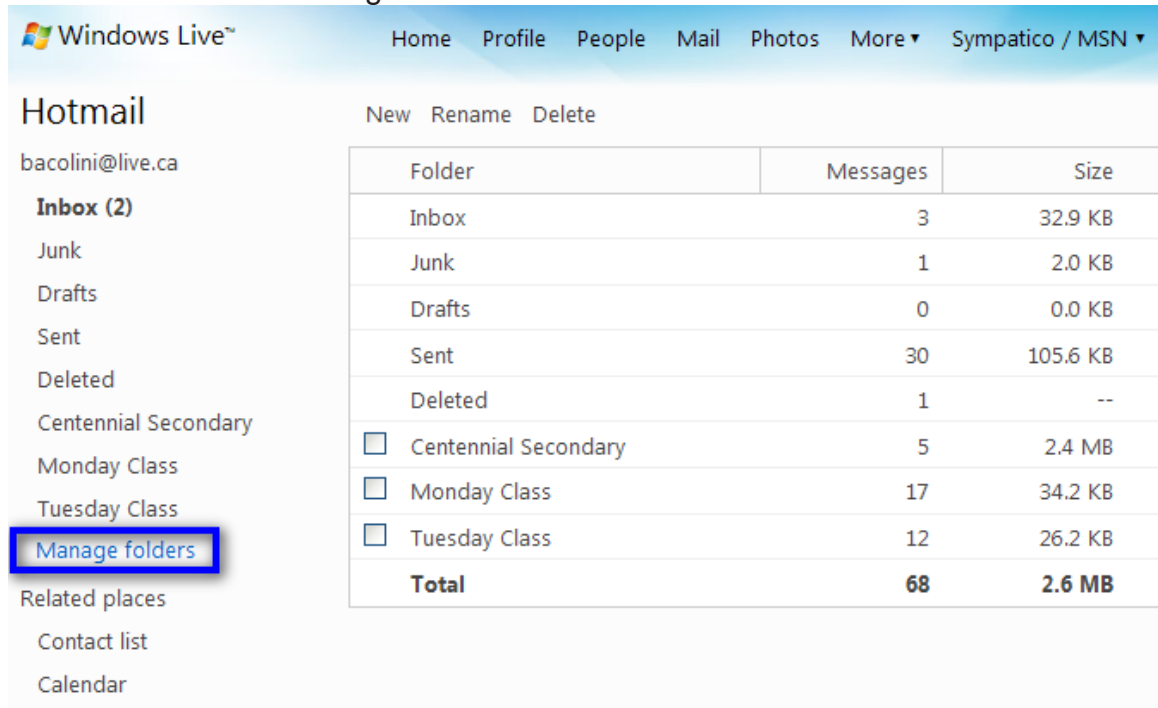 g
Windows Live™ Home Profile People Mail Photos More ▾ Sympatico / MSN ▾
Hotmail
bacolini@live.ca
Inbox (2)
Junk
Drafts
Sent
Deleted
Centennial Secondary
Monday Class
Tuesday Class
Manage folders
Related places
Contact list
Calendar
New Rename Delete
Folder Messages Size
Inbox 3 32.9 KB
Junk 1 2.0 KB
Drafts 0 0.0 KB
Sent 30 105.6 KB
Deleted 1 --
Centennial Secondary 5 2.4 MB
Monday Class 17 34.2 KB
Tuesday Class 12 26.2 KB
Total 68 2.6 MB